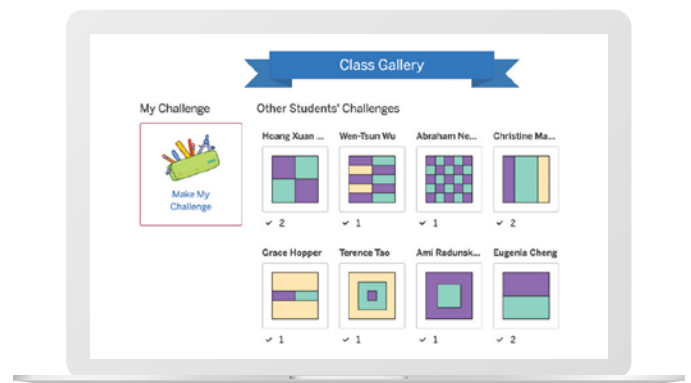 Class Gallery
My Challenge
Other Students' Challenges
Make My
Challenge
Hoang Xuan ...
Wen-Tsun Wu
Abraham Ne...
Christine Ma...
2
1
1
2
Grace Hopper
Terence Tao
Ami Radunsk...
Eugenia Cheng
1
1
1
2